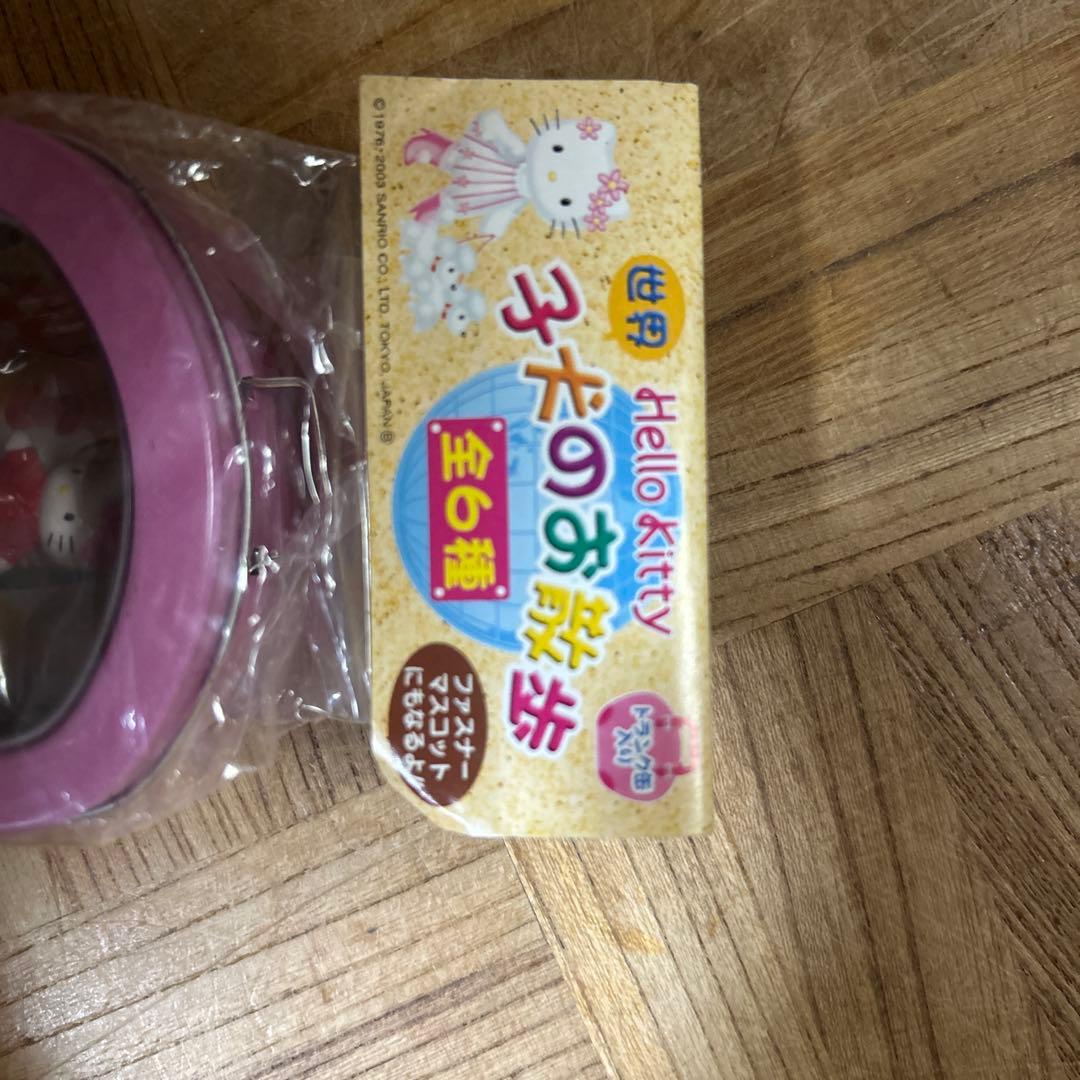 Hello Kitty
世界
子犬のお散歩
全6種
トランク缶
入り
ファスナー
マスコット
にもなるよ!
© 1976, 2003 SANRIO CO., LTD. TOKYO, JAPAN Ⓑ